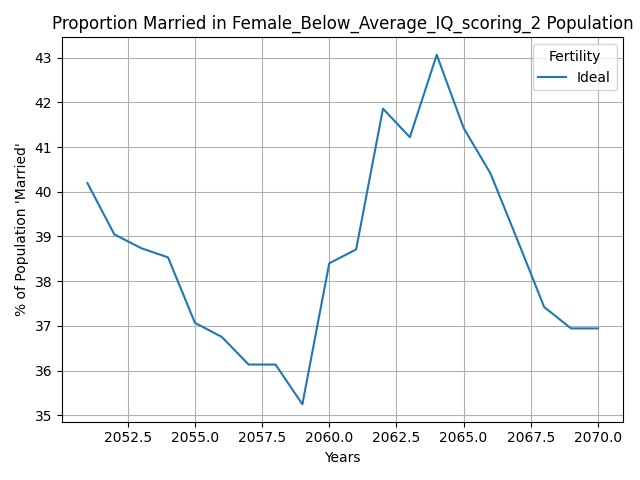 Proportion Married in Female_Below_Average_IQ_scoring_2 Population
% of Population 'Married'
43
42
41
40
39
38
37
36
35
Fertility
Ideal
2052.5 2055.0 2057.5 2060.0 2062.5 2065.0 2067.5 2070.0
Years